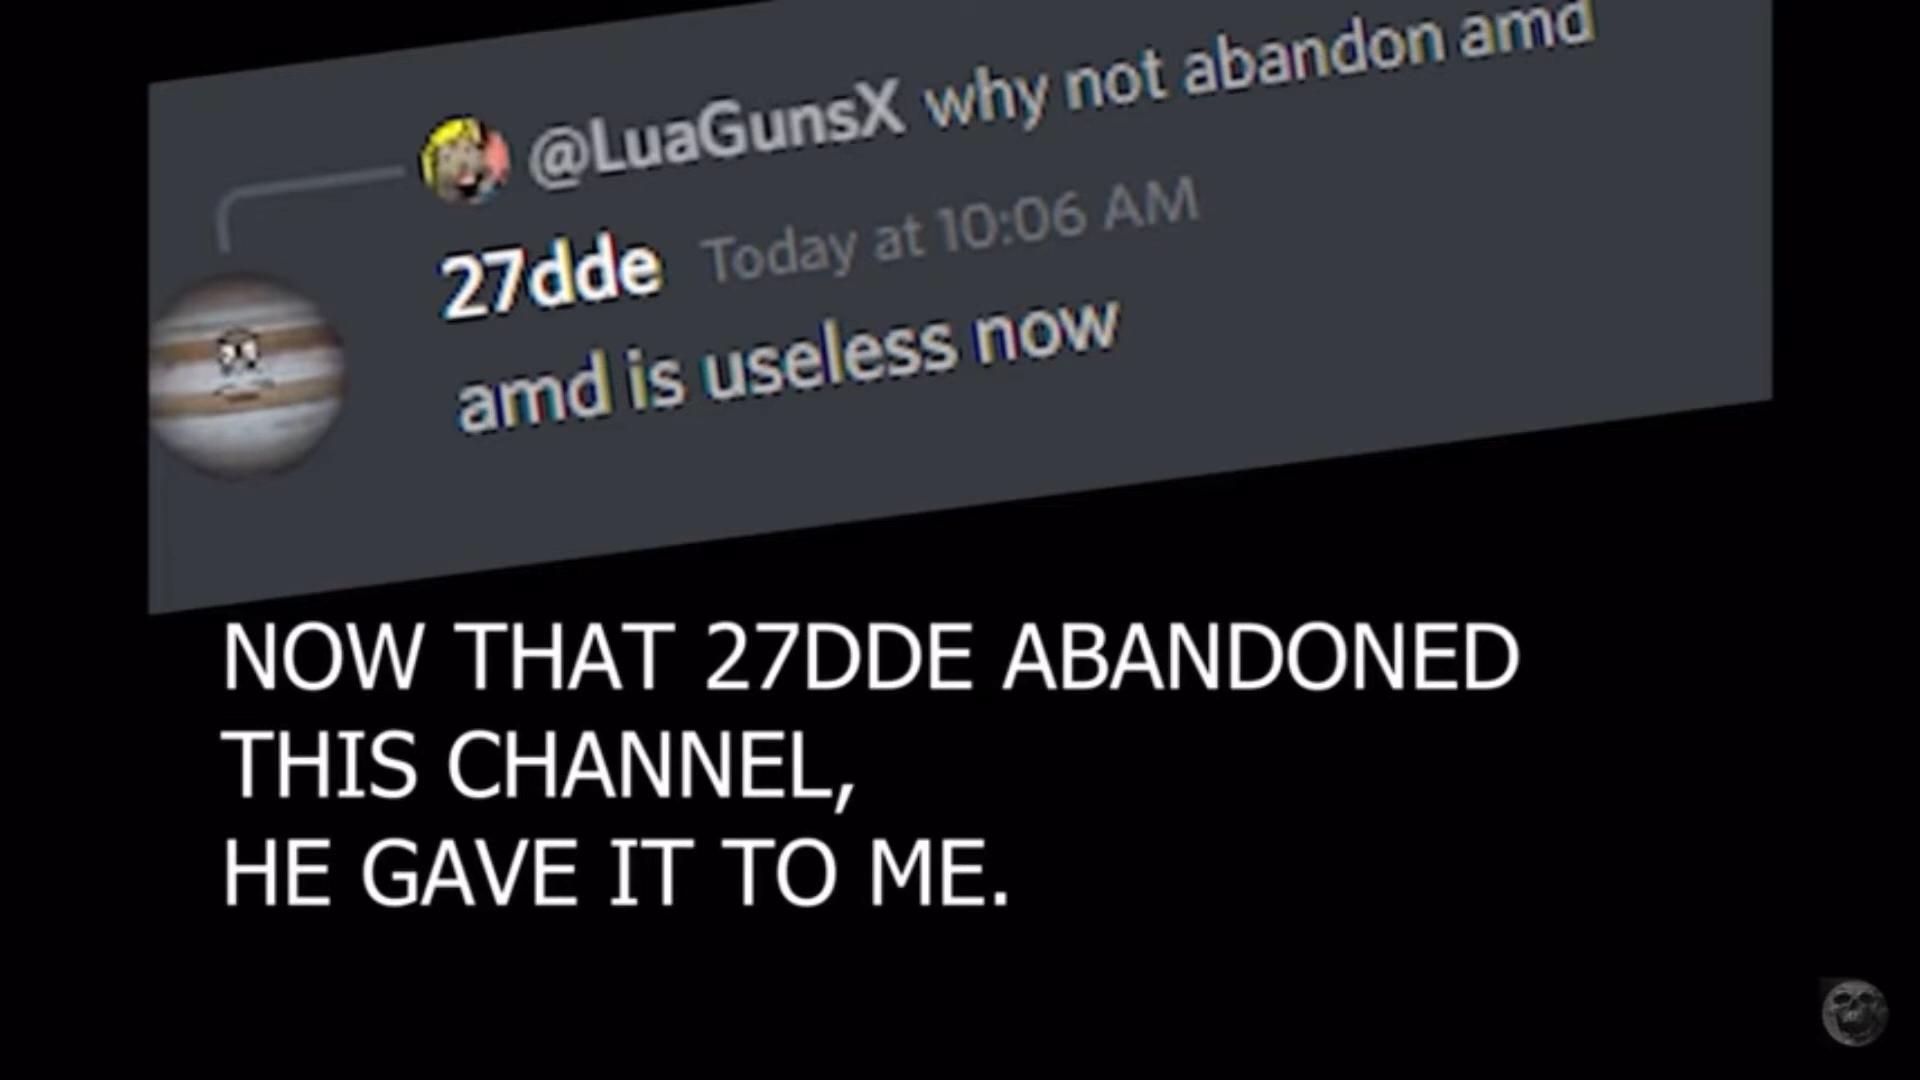 @LuaGunsX why not abandon amd
27dde Today at 10:06 AM
amd is useless now
NOW THAT 27DDE ABANDONED
THIS CHANNEL,
HE GAVE IT TO ME.